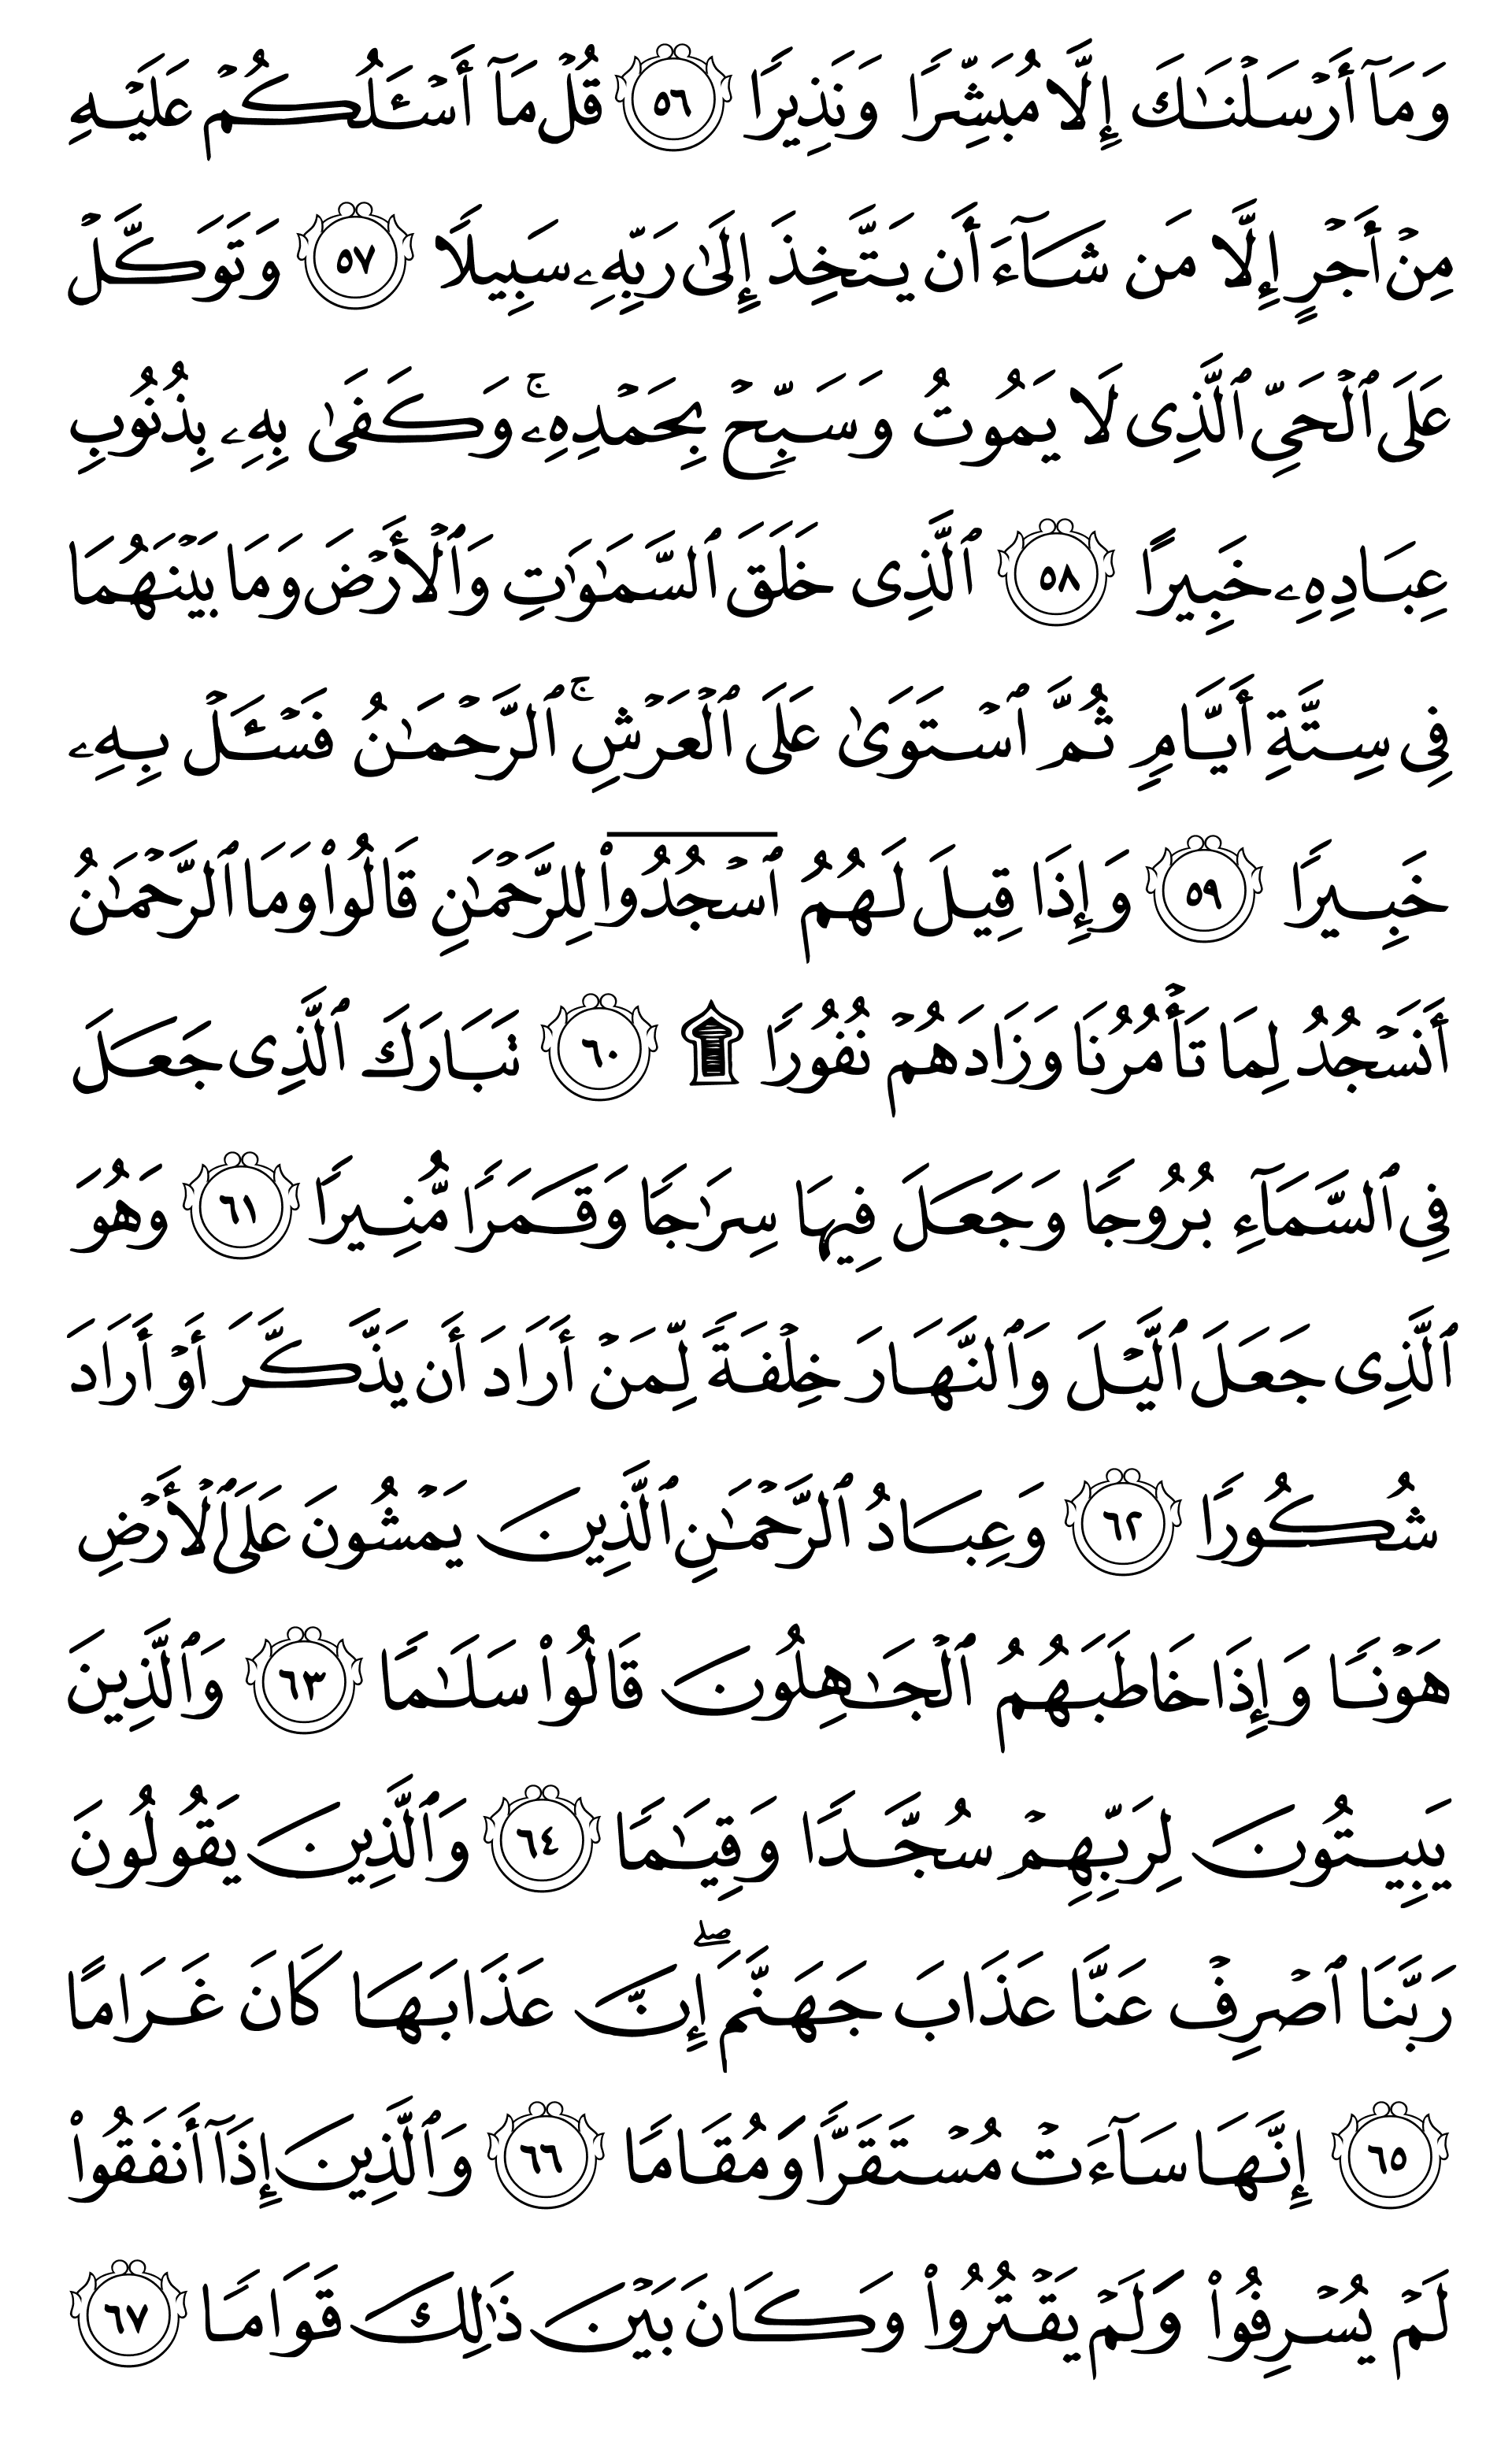 وَمَآ أَرۡسَلۡنَٰكَ إِلَّا مُبَشِّرٗا وَنَذِيرٗا ٥٦ قُلۡ مَآ أَسۡـَٔلُكُمۡ عَلَيۡهِ
مِنۡ أَجۡرٍ إِلَّا مَن شَآءَ أَن يَتَّخِذَ إِلَىٰ رَبِّهِۦ سَبِيلٗا ٥٧ وَتَوَكَّلۡ
عَلَى ٱلۡحَيِّ ٱلَّذِى لَا يَمُوتُ وَسَبِّحۡ بِحَمۡدِهِۦۚ وَكَفَىٰ بِهِۦ بِذُنُوبِ
عِبَادِهِۦ خَبِيرًا ٥٨ ٱلَّذِى خَلَقَ ٱلسَّمَٰوَٰتِ وَٱلۡأَرۡضَ وَمَا بَيۡنَهُمَا
فِي سِتَّةِ أَيَّامٖ ثُمَّ ٱسۡتَوَىٰ عَلَى ٱلۡعَرۡشِۚ ٱلرَّحۡمَٰنُ فَسۡـَٔلۡ بِهِۦ
خَبِيرٗا ٥٩ وَإِذَا قِيلَ لَهُمُ ٱسۡجُدُواْ لِلرَّحۡمَٰنِ قَالُواْ وَمَا ٱلرَّحۡمَٰنُ
أَنَسۡجُدُ لِمَا تَأۡمُرُنَا وَزَادَهُمۡ نُفُورٗا ۩ ٦٠ تَبَارَكَ ٱلَّذِى جَعَلَ
فِي ٱلسَّمَآءِ بُرُوجٗا وَجَعَلَ فِيهَا سِرَٰجٗا وَقَمَرٗا مُّنِيرٗا ٦١ وَهُوَ
ٱلَّذِى جَعَلَ ٱلَّيۡلَ وَٱلنَّهَارَ خِلۡفَةٗ لِّمَنۡ أَرَادَ أَن يَذَّكَّرَ أَوۡ أَرَادَ
شُكُورٗا ٦٢ وَعِبَادُ ٱلرَّحۡمَٰنِ ٱلَّذِينَ يَمۡشُونَ عَلَى ٱلۡأَرۡضِ
هَوۡنٗا وَإِذَا خَاطَبَهُمُ ٱلۡجَٰهِلُونَ قَالُواْ سَلَٰمٗا ٦٣ وَٱلَّذِينَ
يَبِيتُونَ لِرَبِّهِمۡ سُجَّدٗا وَقِيَٰمٗا ٦٤ وَٱلَّذِينَ يَقُولُونَ
رَبَّنَا ٱصۡرِفۡ عَنَّا عَذَابَ جَهَنَّمَۖ إِنَّ عَذَابَهَا كَانَ غَرَامًا
٦٥ إِنَّهَا سَآءَتۡ مُسۡتَقَرّٗا وَمُقَامٗا ٦٦ وَٱلَّذِينَ إِذَآ أَنفَقُواْ
لَمۡ يُسۡرِفُواْ وَلَمۡ يَقۡتُرُواْ وَكَانَ بَيۡنَ ذَٰلِكَ قَوَامٗا ٦٧